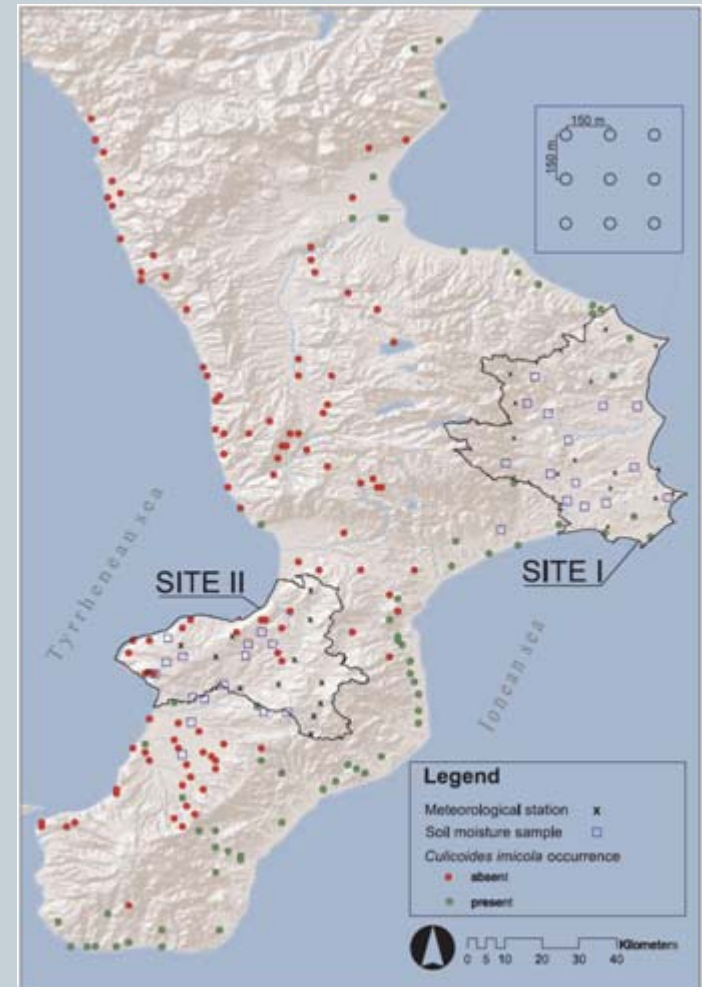 150 m
150 m
SITE II
SITE I
Tyrrhenean sea
Ionean sea
Legend
Meteorological station x
Soil moisture sample
Culicoides imicola occurrence
absent
present
Kilometers
0 5 10 20 30 40